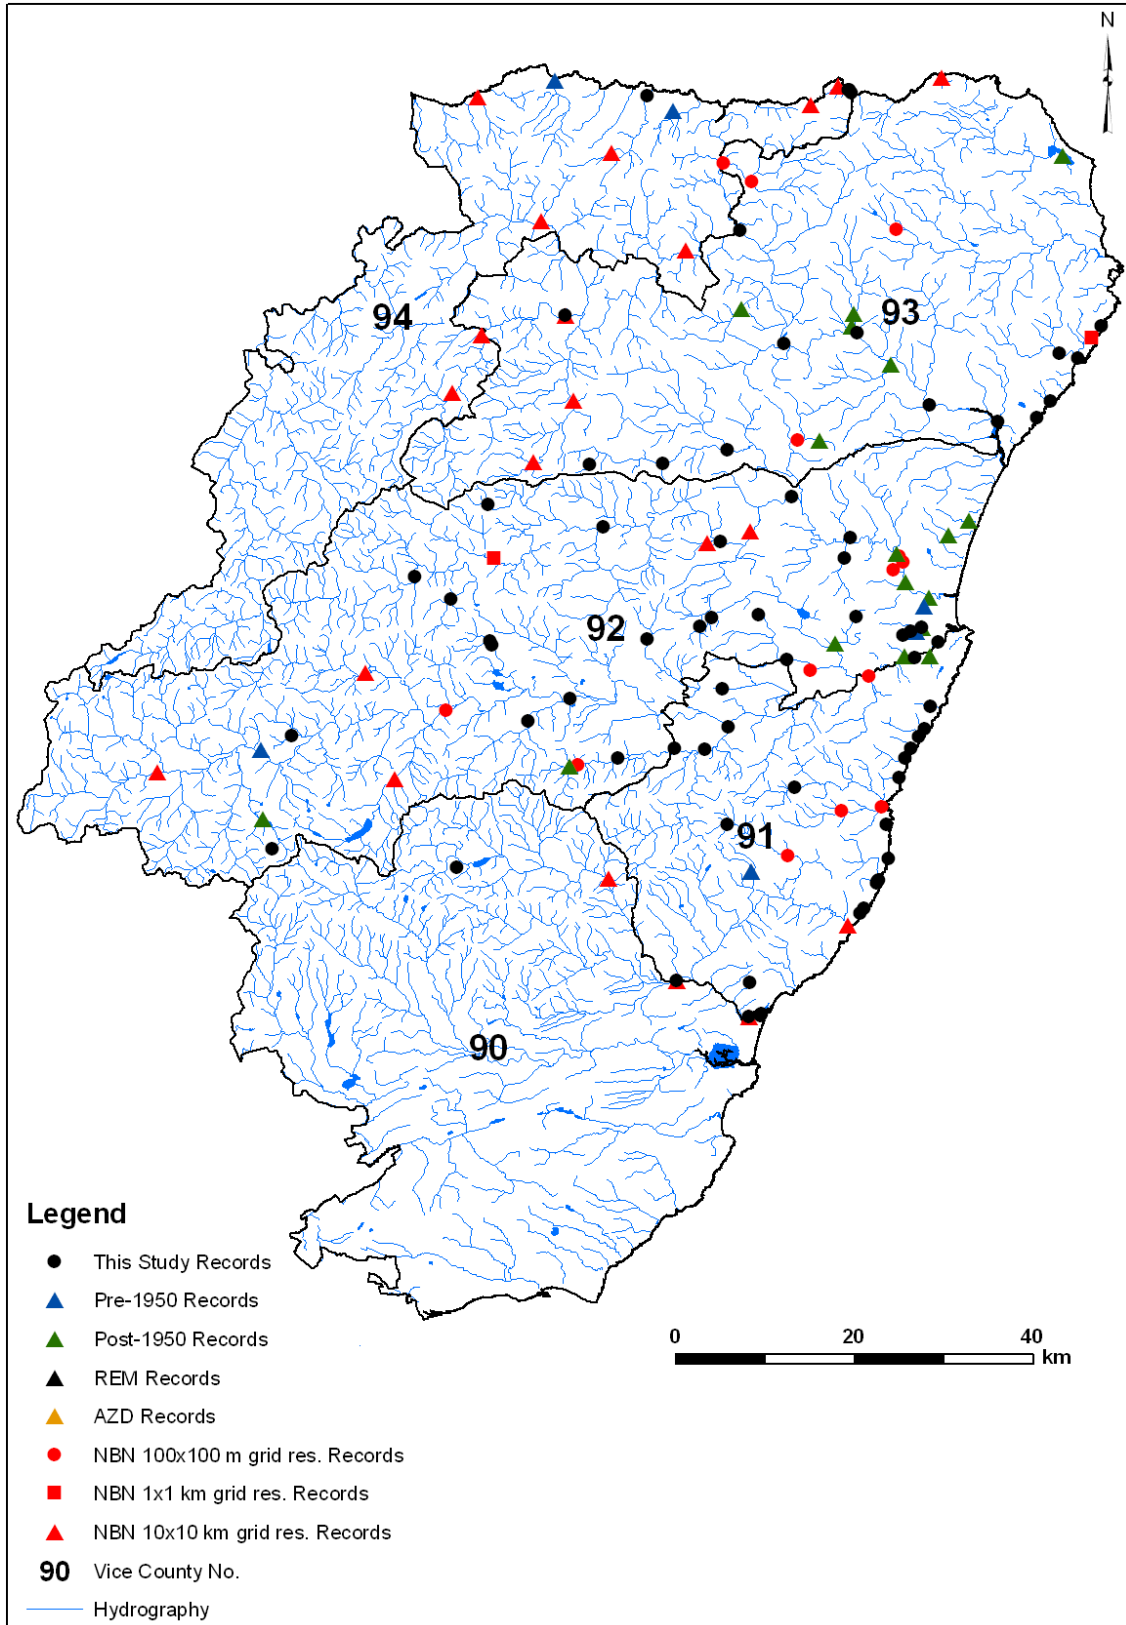 N
94
93
92
91
90
0 20 40
km
Legend
This Study Records
Pre-1950 Records
Post-1950 Records
REM Records
AZD Records
NBN 100x100 m grid res. Records
NBN 1x1 km grid res. Records
NBN 10x10 km grid res. Records
90 Vice County No.
Hydrography